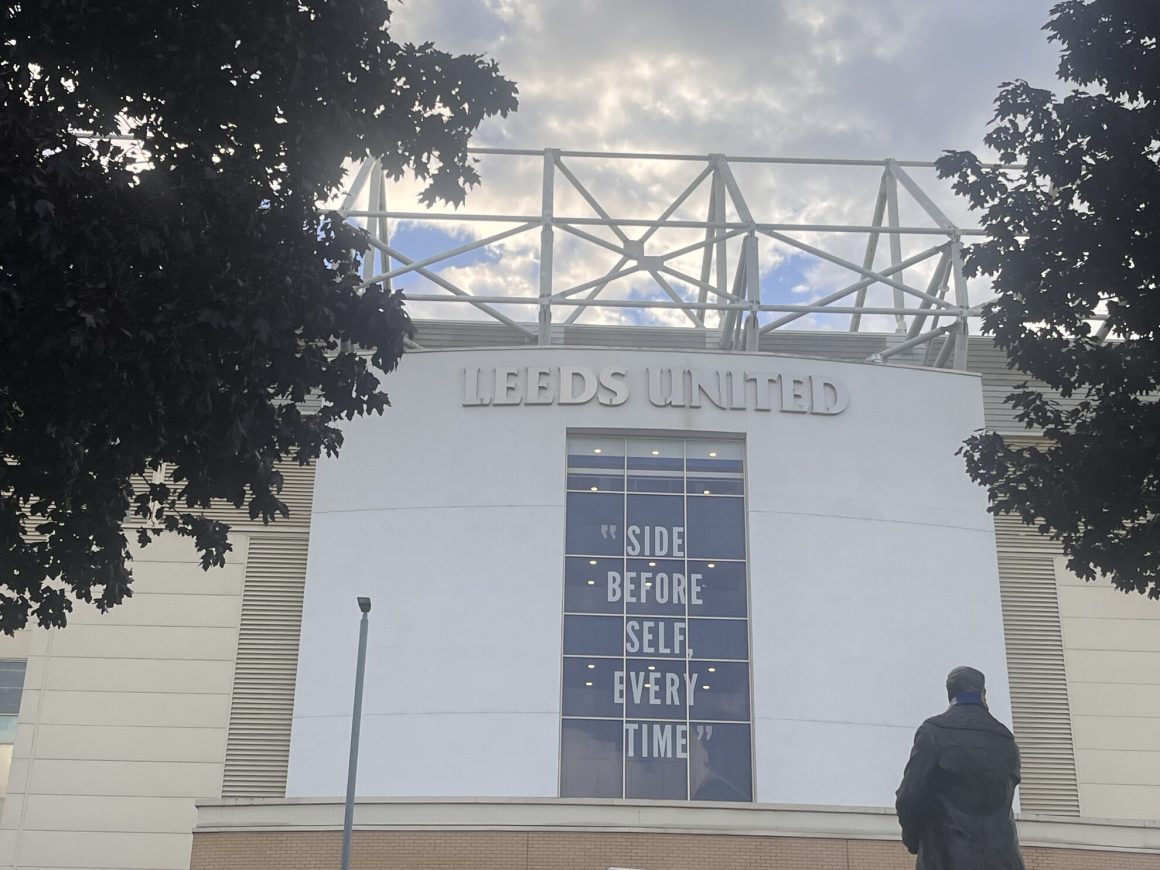 LEEDS UNITED
"SIDE
BEFORE
SELF,
EVERY
TIME"